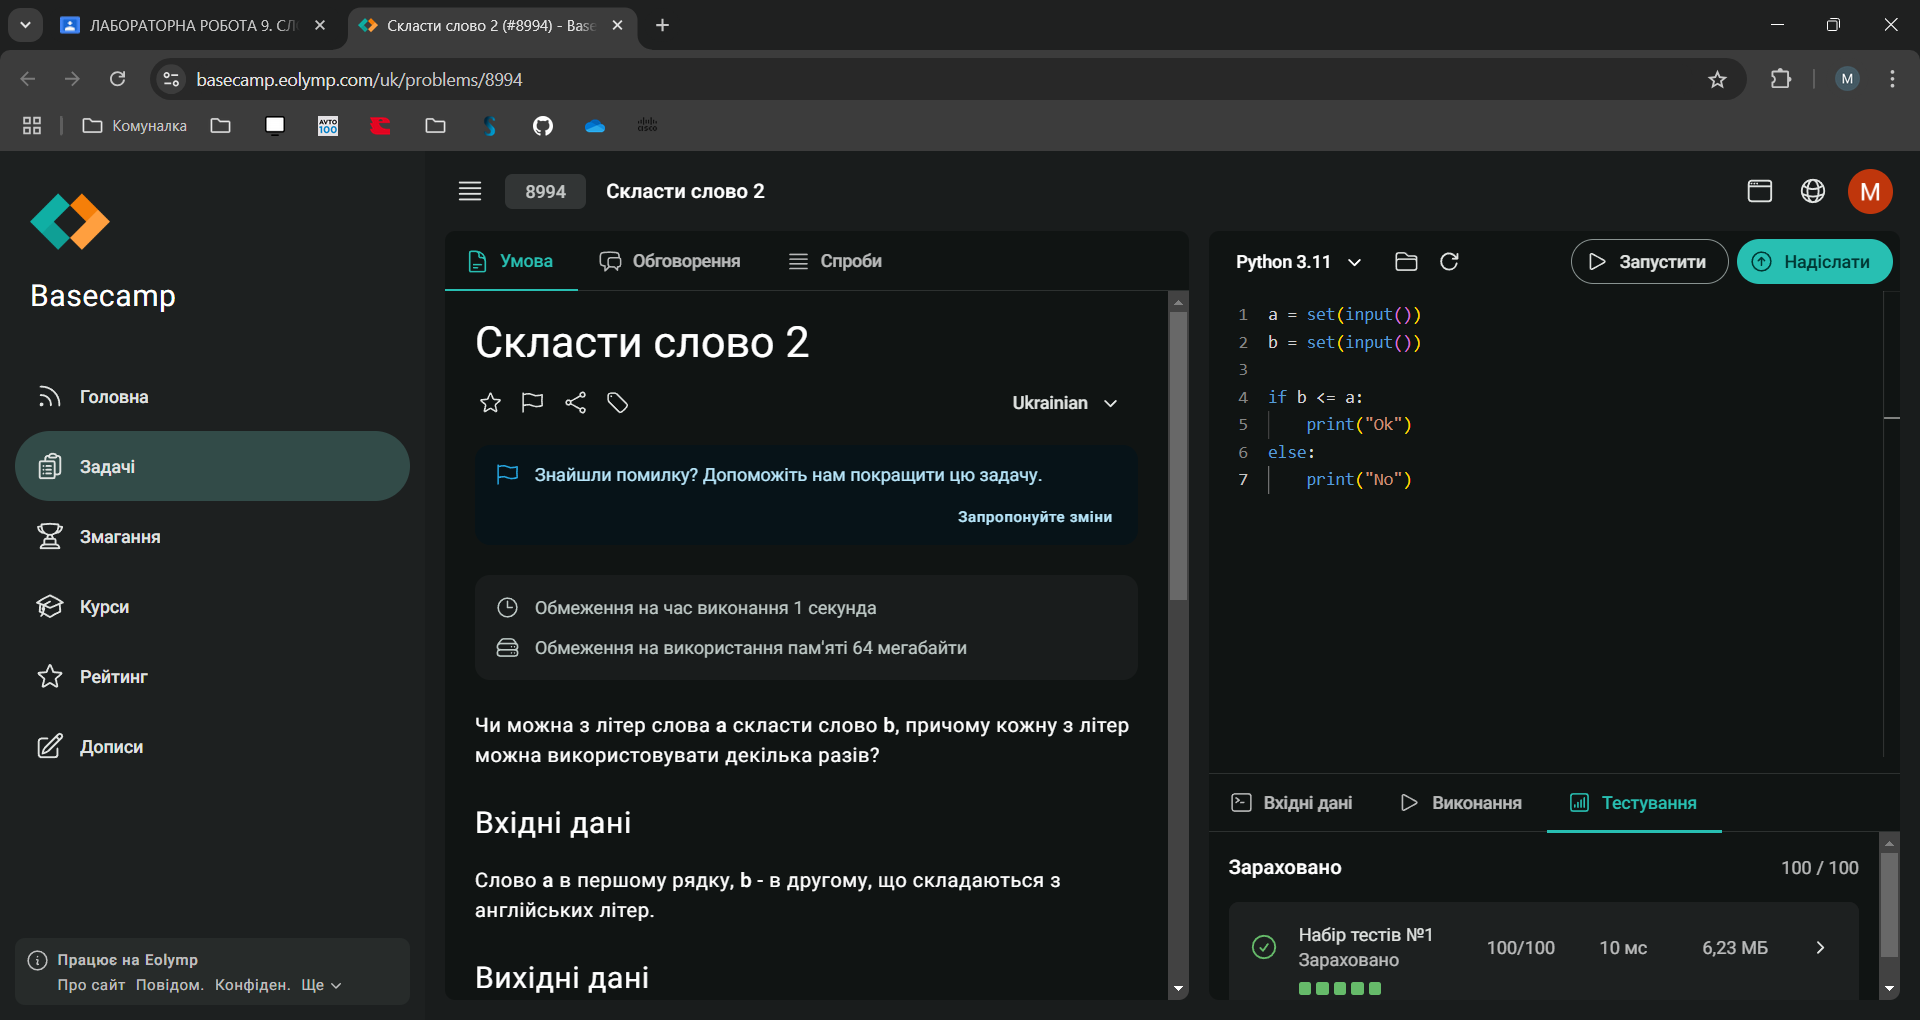 ЛАБОРАТОРНА РОБОТА 9. СЛ
Скласти слово 2 (#8994) - Base
basecamp.eolymp.com/uk/problems/8994
M
Комуналка
AVTO
100
cisco
Basecamp
Головна
Задачі
Змагання
Курси
Рейтинг
Дописи
Працює на Eolymp
Про сайт Повідом. Конфіден. Ще
8994 Скласти слово 2
M
Умова Обговорення Спроби
Скласти слово 2
Ukrainian
Знайшли помилку? Допоможіть нам покращити цю задачу.
Запропонуйте зміни
Обмеження на час виконання 1 секунда
Обмеження на використання пам'яті 64 мегабайти
Чи можна з літер слова a скласти слово b, причому кожну з літер
можна використовувати декілька разів?
Вхідні дані
Слово a в першому рядку, b - в другому, що складаються з
англійських літер.
Вихідні дані
Python 3.11 Запустити Надіслати
1 a = set(input())
2 b = set(input())
3
4 if b <= a:
5 print("Ok")
6 else:
7 print("No")
Вхідні дані Виконання Тестування
Зараховано 100 / 100
Набір тестів №1 100/100 10 мс 6,23 МБ
Зараховано